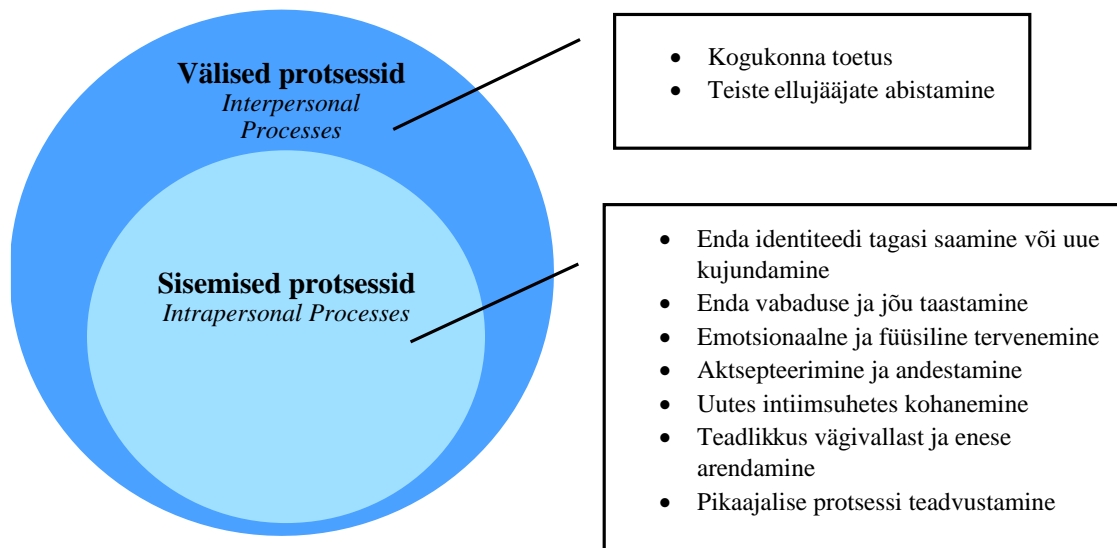 Välised protsessid
Interpersonal
Processes
• Kogukonna toetus
• Teiste ellujääjate abistamine
Sisemised protsessid
Intrapersonal Processes
• Enda identiteedi tagasi saamine või uue
kujundamine
• Enda vabaduse ja jõu taastamine
• Emotsionaalne ja füüsiline tervenemine
• Aktsepteerimine ja andestamine
• Uutes intiimsuhetes kohanemine
• Teadlikkus vägivallast ja enese
arendamine
• Pikaajalise protsessi teadvustamine